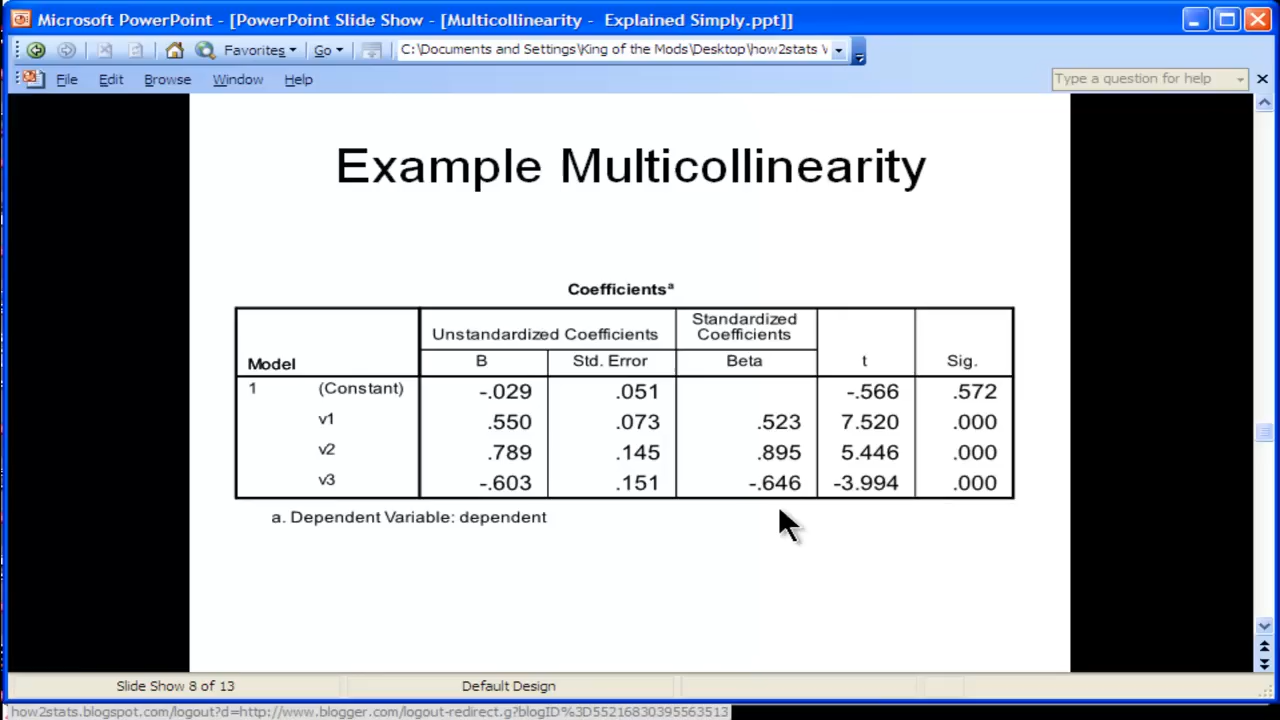 Microsoft PowerPoint - [PowerPoint Slide Show - [Multicollinearity - Explained Simply.ppt]]
Favorites Go C:\Documents and Settings\King of the Mods\Desktop\how2stats
File Edit Browse Window Help Type a question for help
Example Multicollinearity
Coefficientsa
Model Unstandardized Coefficients Standardized Coefficients t Sig.
B Std. Error Beta
1 (Constant) -.029 .051 -.566 .572
v1 .550 .073 .523 7.520 .000
v2 .789 .145 .895 5.446 .000
v3 -.603 .151 -.646 -3.994 .000
a. Dependent Variable: dependent
Slide Show 8 of 13 Default Design
how2stats.blogspot.com/logout?d=http://www.blogger.com/logout-redirect.g?blogID%3D55216830395563513